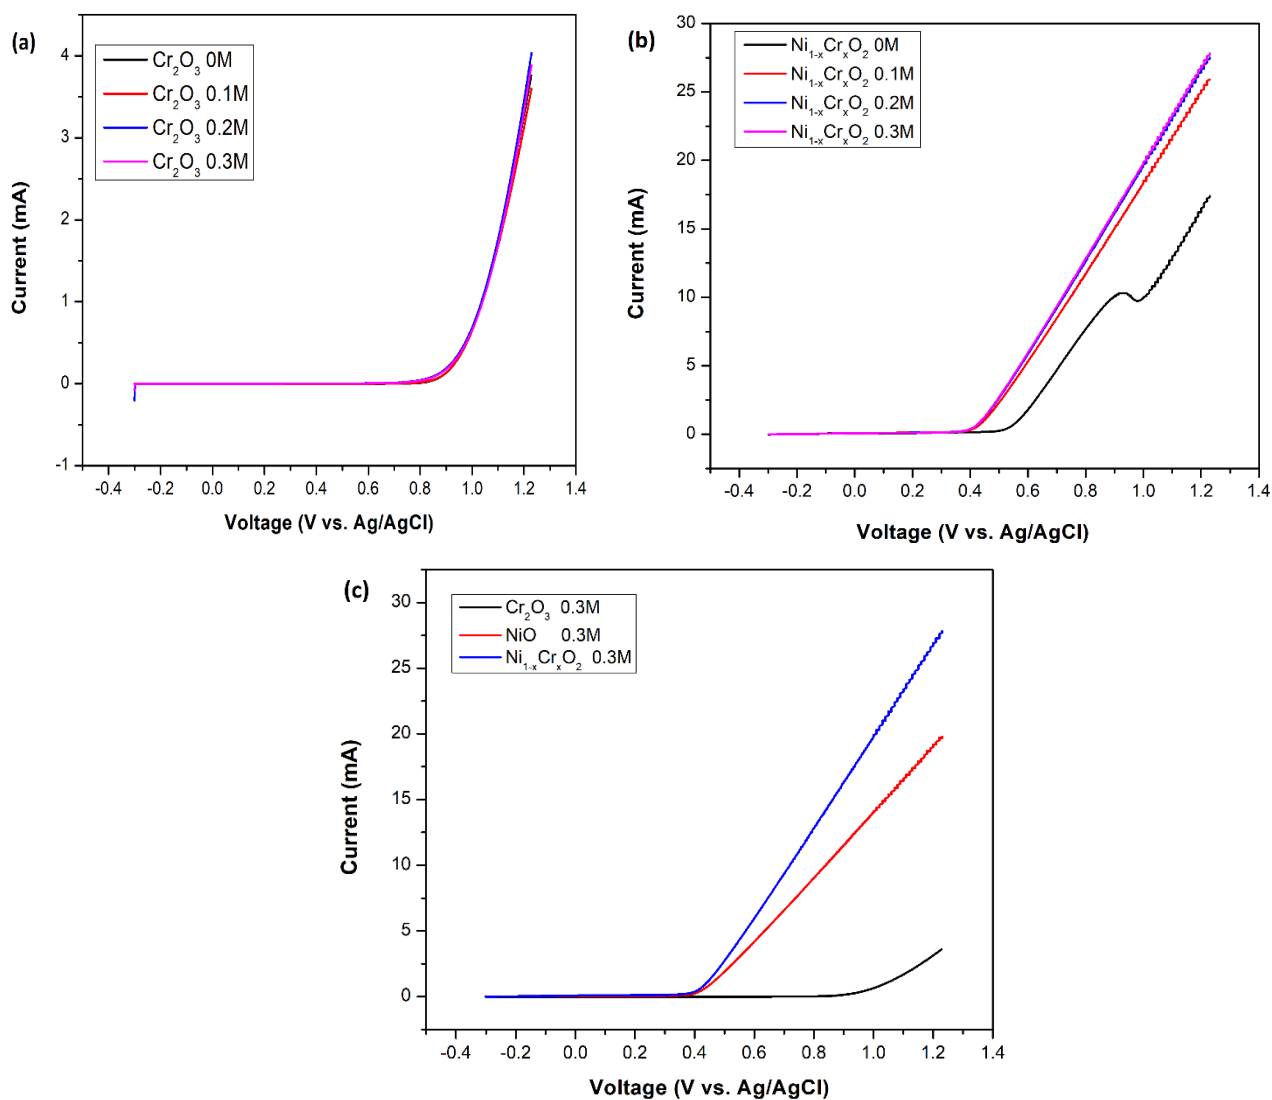 (a)
Cr₂O₃ 0M
Cr₂O₃ 0.1M
Cr₂O₃ 0.2M
Cr₂O₃ 0.3M
Current (mA)
4
3
2
1
0
-1
-0.4 -0.2 0.0 0.2 0.4 0.6 0.8 1.0 1.2 1.4
Voltage (V vs. Ag/AgCl)
(b)
Ni₁₋ₓCrₓO₂ 0M
Ni₁₋ₓCrₓO₂ 0.1M
Ni₁₋ₓCrₓO₂ 0.2M
Ni₁₋ₓCrₓO₂ 0.3M
Current (mA)
30
25
20
15
10
5
0
-0.4 -0.2 0.0 0.2 0.4 0.6 0.8 1.0 1.2 1.4
Voltage (V vs. Ag/AgCl)
(c)
Cr₂O₃ 0.3M
NiO 0.3M
Ni₁₋ₓCrₓO₂ 0.3M
Current (mA)
30
25
20
15
10
5
0
-0.4 -0.2 0.0 0.2 0.4 0.6 0.8 1.0 1.2 1.4
Voltage (V vs. Ag/AgCl)